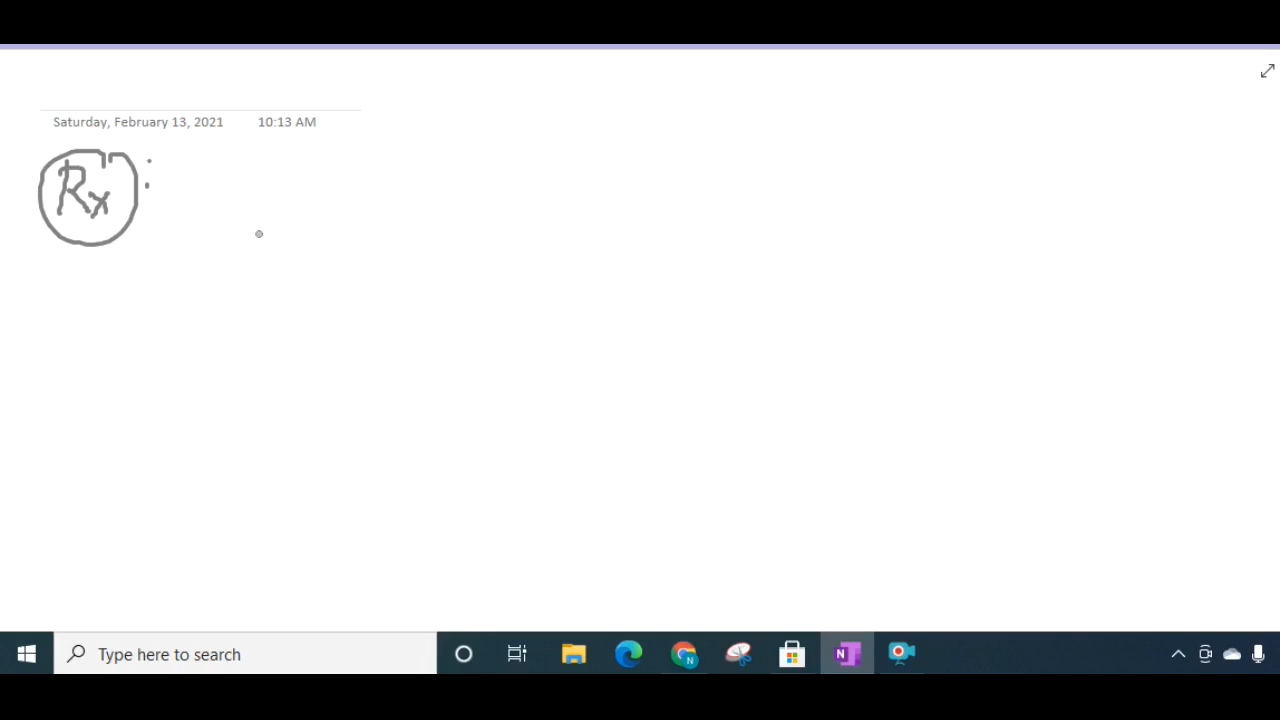 Saturday, February 13, 2021 10:13 AM
Rx :
Type here to search
N
N